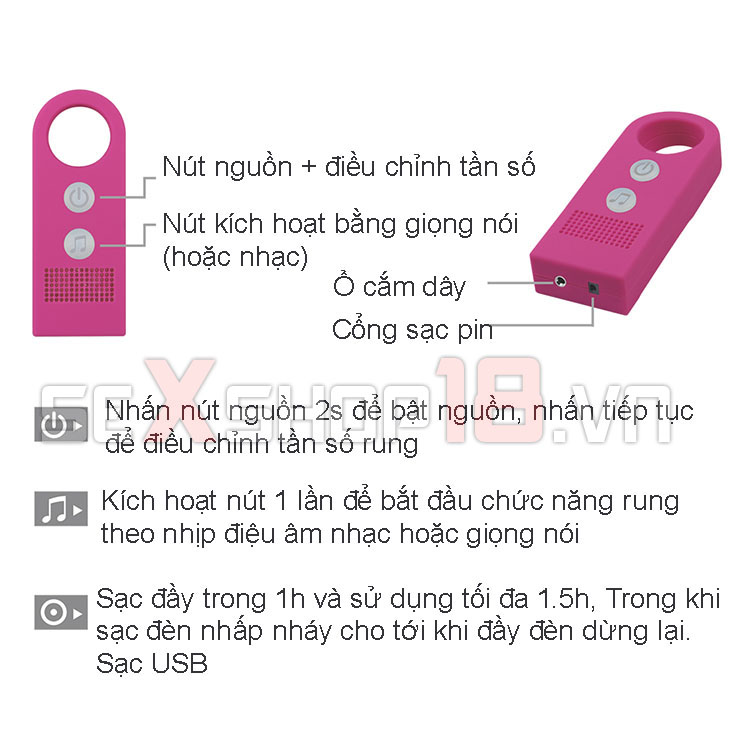 Nút nguồn + điều chỉnh tần số
Nút kích hoạt bằng giọng nói
(hoặc nhạc)
Ổ cắm dây
Cổng sạc pin
sexshop18.vn
Nhấn nút nguồn 2s để bật nguồn, nhấn tiếp tục
để điều chỉnh tần số rung
Kích hoạt nút 1 lần để bắt đầu chức năng rung
theo nhịp điệu âm nhạc hoặc giọng nói
Sạc đầy trong 1h và sử dụng tối đa 1.5h, Trong khi
sạc đèn nhấp nháy cho tới khi đầy đèn dừng lại.
Sạc USB